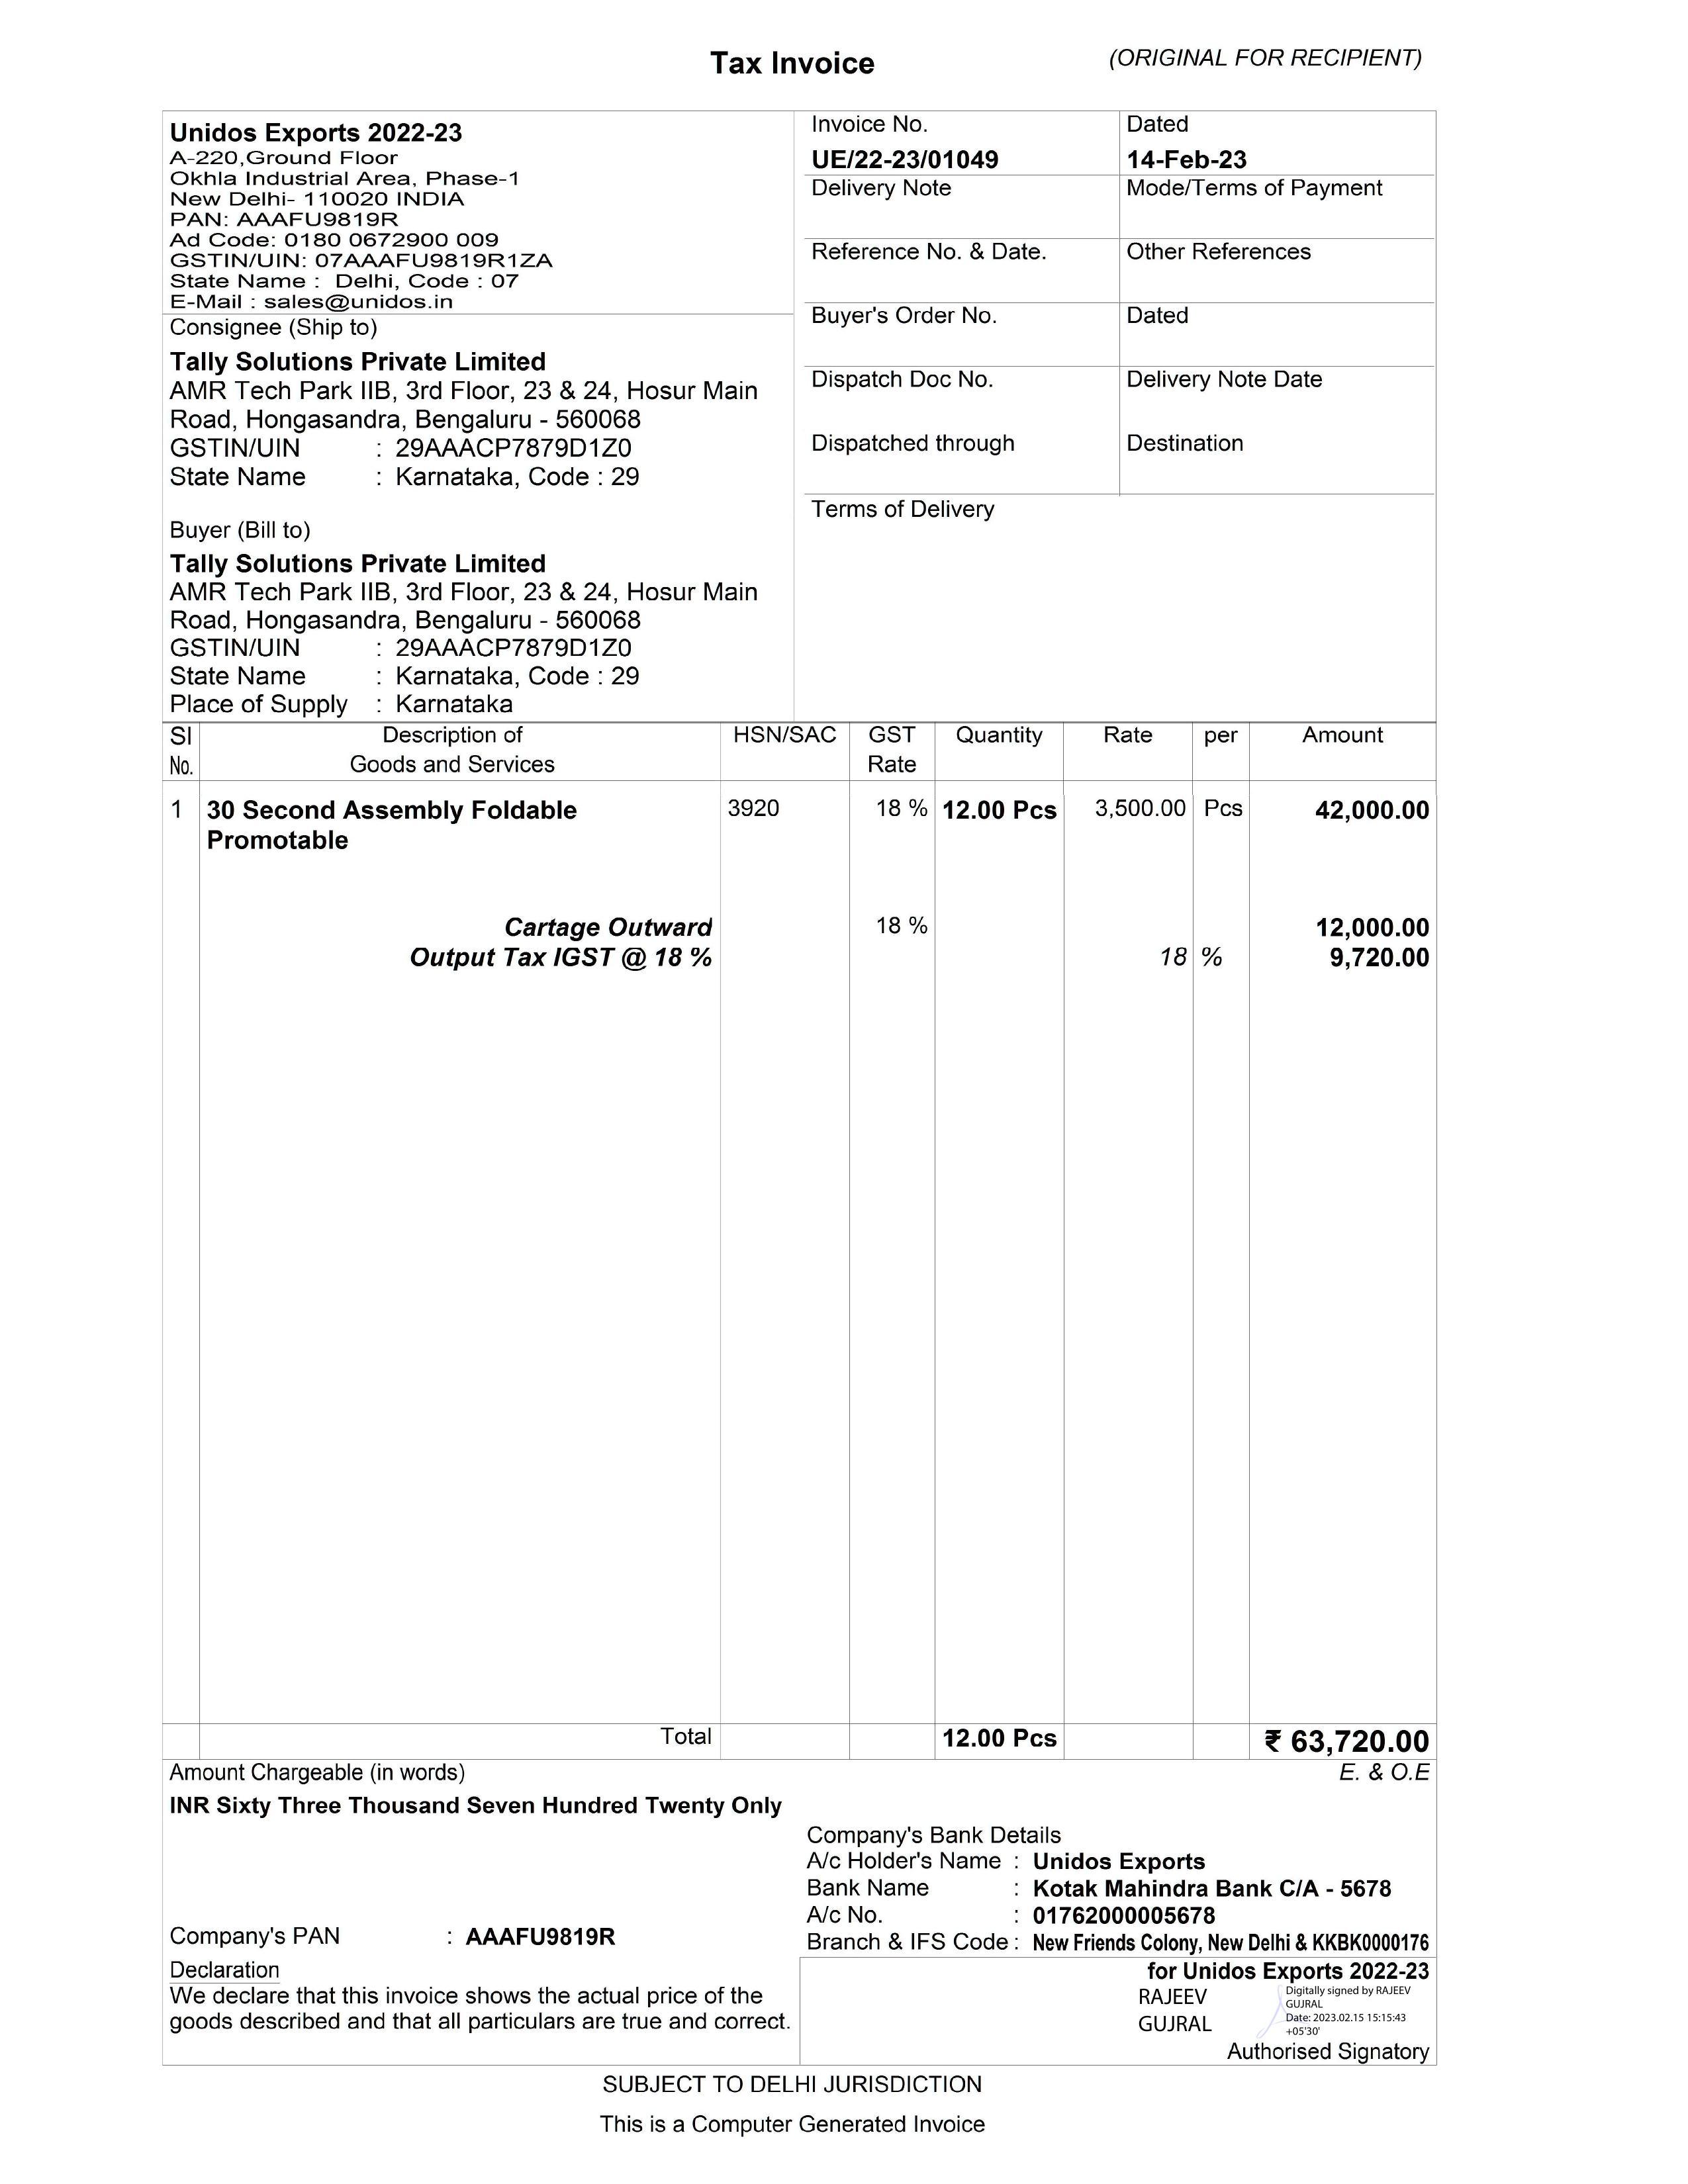 Tax Invoice
(ORIGINAL FOR RECIPIENT)
Unidos Exports 2022-23
A-220,Ground Floor
Okhla Industrial Area, Phase-1
New Delhi- 110020 INDIA
PAN: AAAFU9819R
Ad Code: 0180 0672900 009
GSTIN/UIN: 07AAAFU9819R1ZA
State Name : Delhi, Code : 07
E-Mail : sales@unidos.in
Invoice No.
UE/22-23/01049
Dated
14-Feb-23
Delivery Note
Mode/Terms of Payment
Reference No. & Date.
Other References
Buyer's Order No.
Dated
Dispatch Doc No.
Delivery Note Date
Dispatched through
Destination
Terms of Delivery
Consignee (Ship to)
Tally Solutions Private Limited
AMR Tech Park IIB, 3rd Floor, 23 & 24, Hosur Main
Road, Hongasandra, Bengaluru - 560068
GSTIN/UIN : 29AAACP7879D1Z0
State Name : Karnataka, Code : 29
Buyer (Bill to)
Tally Solutions Private Limited
AMR Tech Park IIB, 3rd Floor, 23 & 24, Hosur Main
Road, Hongasandra, Bengaluru - 560068
GSTIN/UIN : 29AAACP7879D1Z0
State Name : Karnataka, Code : 29
Place of Supply : Karnataka
SI No. Description of Goods and Services HSN/SAC GST Rate Quantity Rate per Amount
1 30 Second Assembly Foldable 3920 18 % 12.00 Pcs 3,500.00 Pcs 42,000.00
Promotable
Cartage Outward 18 % 12,000.00
Output Tax IGST @ 18 % 18 % 9,720.00
Total 12.00 Pcs ₹ 63,720.00
Amount Chargeable (in words) E. & O.E
INR Sixty Three Thousand Seven Hundred Twenty Only
Company's Bank Details
A/c Holder's Name : Unidos Exports
Bank Name : Kotak Mahindra Bank C/A - 5678
A/c No. : 01762000005678
Branch & IFS Code : New Friends Colony, New Delhi & KKBK0000176
Company's PAN : AAAFU9819R
Declaration
We declare that this invoice shows the actual price of the
goods described and that all particulars are true and correct.
for Unidos Exports 2022-23
RAJEEV
GUJRAL
Digitally signed by RAJEEV
GUJRAL
Date: 2023.02.15 15:15:43
+05'30'
Authorised Signatory
SUBJECT TO DELHI JURISDICTION
This is a Computer Generated Invoice